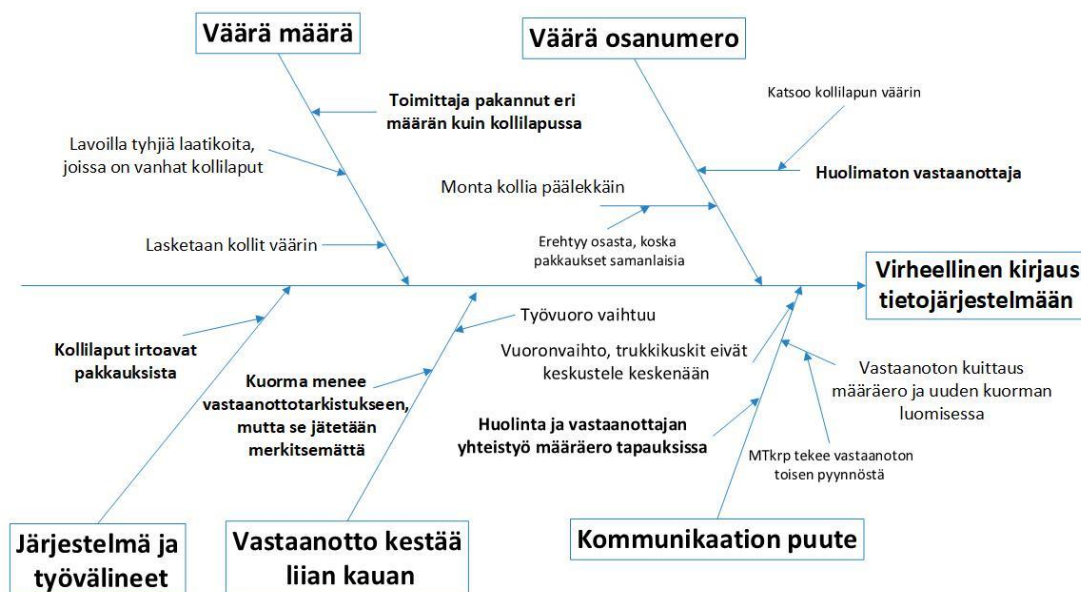 Väärä määrä
Väärä osanumero
Toimittaja pakannut eri
määrän kuin kollilapussa
Katsoo kollilapun väärin
Lavoilla tyhjiä laatikoita,
joissa on vanhat kollilaput
Huolimaton vastaanottaja
Monta kollia päälekkäin
Lasketaan kollit väärin
Erehtyy osasta, koska
pakkaukset samanlaisia
Virheellinen kirjaus
tietojärjestelmään
Työvuoro vaihtuu
Kollilaput irtoavat
pakkauksista
Vuoronvaihto, trukkikuskit eivät
keskustele keskenään
Vastaanoton kuittaus
määräero ja uuden kuorman
luomisessa
Kuorma menee
vastaanottotarkistukseen,
mutta se jätetään
merkitsemättä
Huolinta ja vastaanottajan
yhteistyö määräero tapauksissa
MTkrp tekee vastaanoton
toisen pyynnöstä
Järjestelmä ja
työvälineet
Vastaanotto kestää
liian kauan
Kommunikaation puute